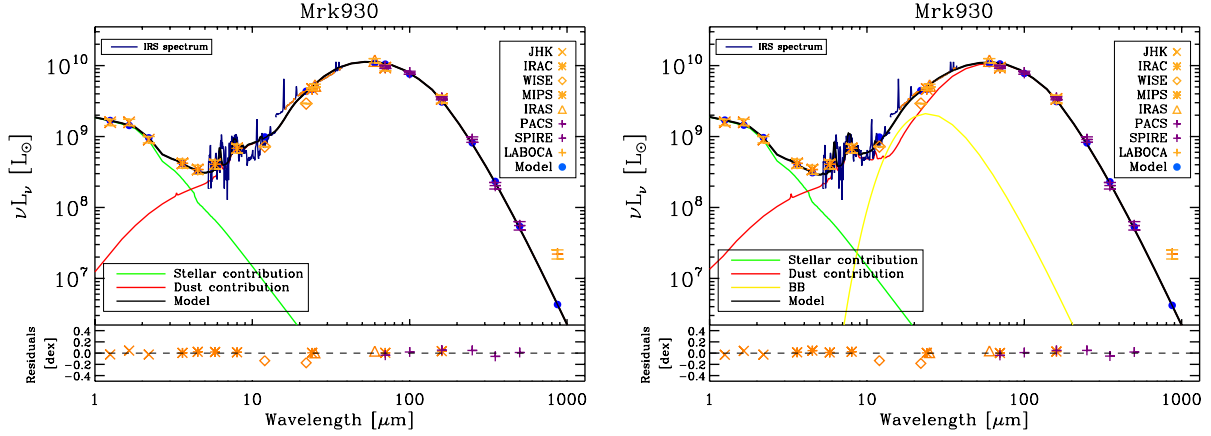 Mrk930
IRS spectrum
JHK
IRAC
WISE
MIPS
IRAS
PACS
SPIRE
LABOCA
Model
νL_ν [L_⊙]
10^10
10^9
10^8
10^7
Stellar contribution
Dust contribution
Model
Residuals
[dex]
0.4
0.2
0.0
−0.2
−0.4
1
10
100
1000
Wavelength [μm]
Mrk930
IRS spectrum
JHK
IRAC
WISE
MIPS
IRAS
PACS
SPIRE
LABOCA
Model
νL_ν [L_⊙]
10^10
10^9
10^8
10^7
Stellar contribution
Dust contribution
BB
Model
Residuals
[dex]
0.4
0.2
0.0
−0.2
−0.4
1
10
100
1000
Wavelength [μm]